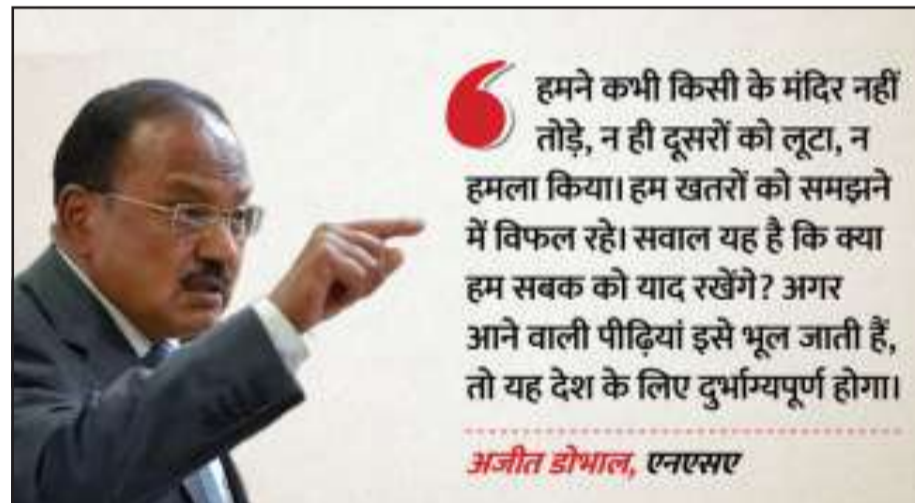 हमने कभी किसी के मंदिर नहीं
तोड़े, न ही दूसरों को लूटा, न
हमला किया। हम खतरों को समझने
में विफल रहे। सवाल यह है कि क्या
हम सबक को याद रखेंगे? अगर
आने वाली पीढ़ियां इसे भूल जाती हैं,
तो यह देश के लिए दुर्भाग्यपूर्ण होगा।
अजीत डोभाल, एनएसए